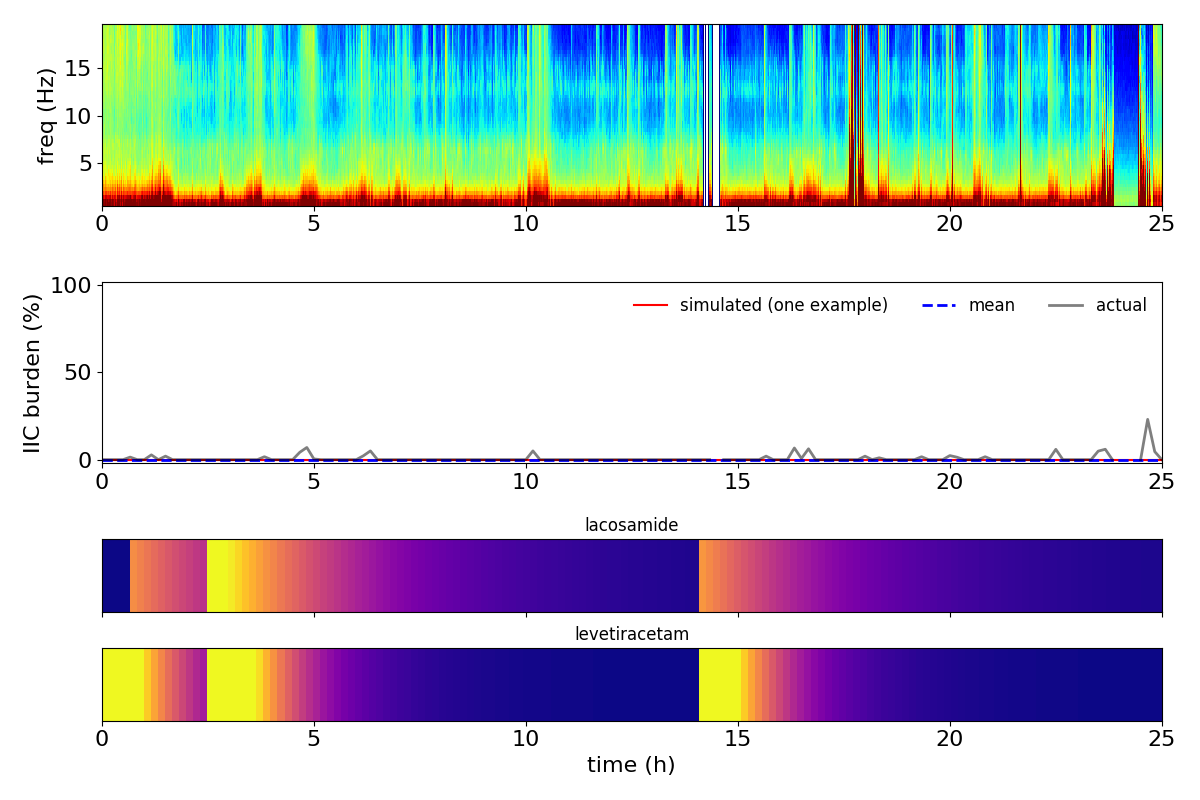 freq (Hz)
15
10
5
0 5 10 15 20 25
IIC burden (%)
100
50
0
simulated (one example) mean actual
0 5 10 15 20 25
lacosamide
levetiracetam
0 5 10 15 20 25
time (h)